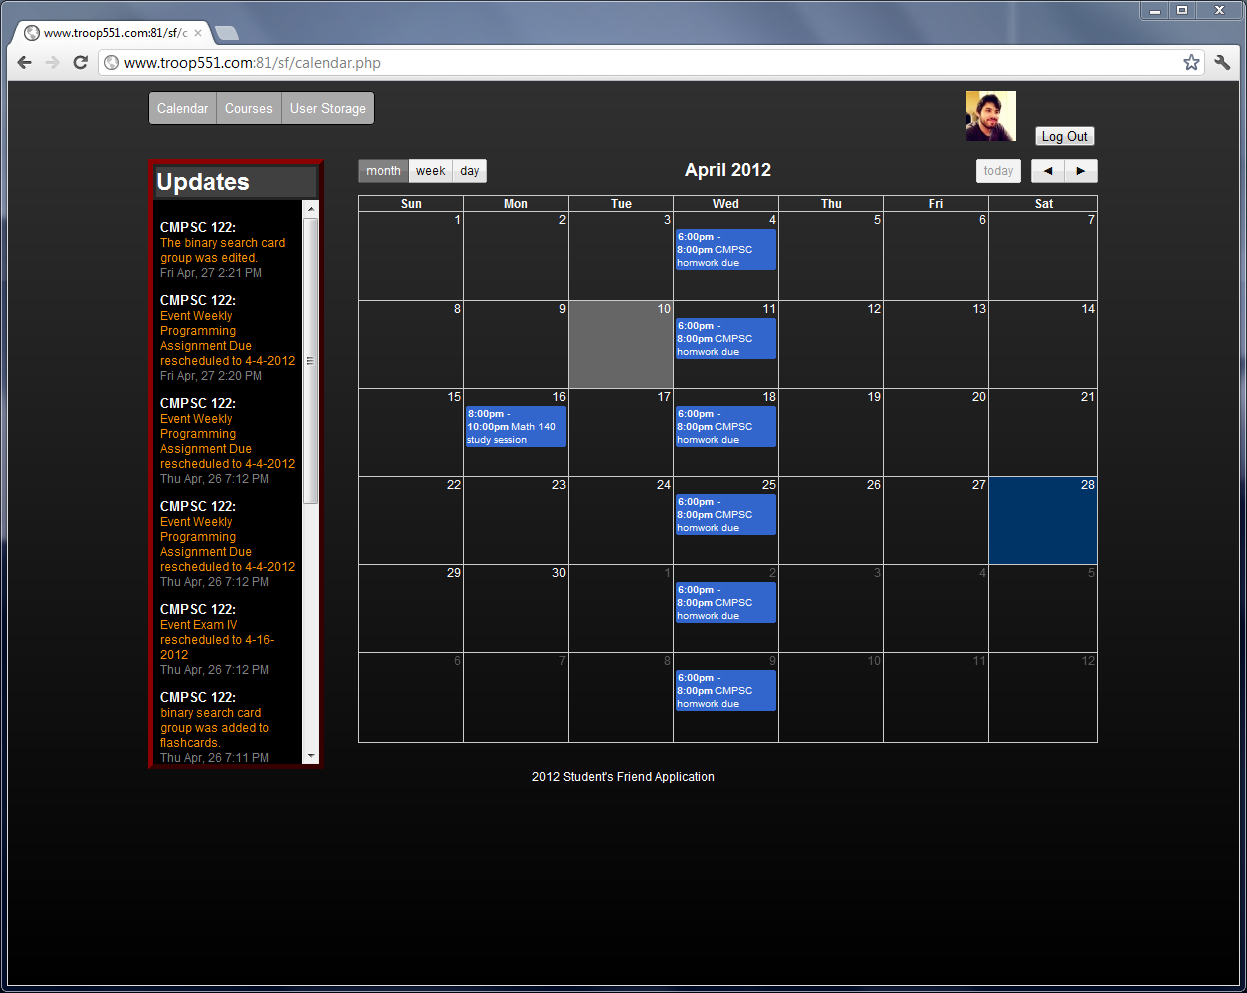 www.troop551.com:81/sf/c
www.troop551.com:81/sf/calendar.php
Calendar Courses User Storage
Log Out
Updates
CMPSC 122:
The binary search card
group was edited.
Fri Apr, 27 2:21 PM
CMPSC 122:
Event Weekly
Programming
Assignment Due
rescheduled to 4-4-2012
Fri Apr, 27 2:20 PM
CMPSC 122:
Event Weekly
Programming
Assignment Due
rescheduled to 4-4-2012
Thu Apr, 26 7:12 PM
CMPSC 122:
Event Weekly
Programming
Assignment Due
rescheduled to 4-4-2012
Thu Apr, 26 7:12 PM
CMPSC 122:
Event Exam IV
rescheduled to 4-16-
2012
Thu Apr, 26 7:12 PM
CMPSC 122:
binary search card
group was added to
flashcards.
Thu Apr, 26 7:11 PM
month week day
April 2012
today
Sun Mon Tue Wed Thu Fri Sat
1 2 3 4 5 6 7
6:00pm -
8:00pm CMPSC
homwork due
8 9 10 11 12 13 14
6:00pm -
8:00pm CMPSC
homwork due
15 16 17 18 19 20 21
8:00pm -
10:00pm Math 140
study session
6:00pm -
8:00pm CMPSC
homwork due
22 23 24 25 26 27 28
6:00pm -
8:00pm CMPSC
homwork due
29 30 1 2 3 4 5
6:00pm -
8:00pm CMPSC
homwork due
6 7 8 9 10 11 12
6:00pm -
8:00pm CMPSC
homwork due
2012 Student's Friend Application